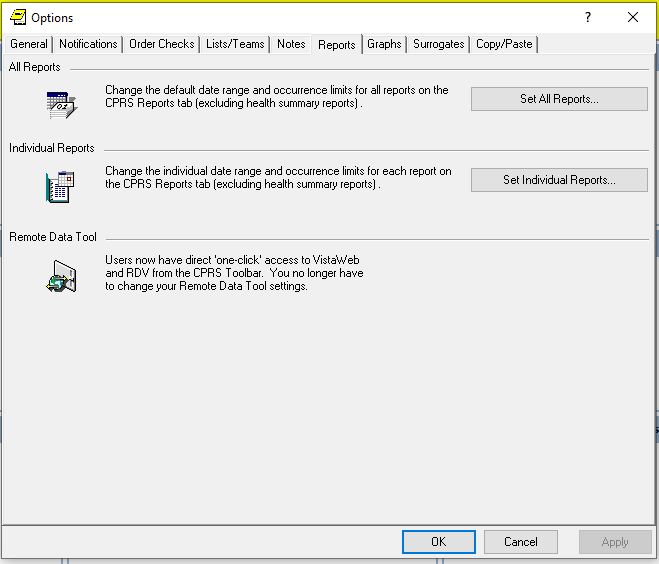 Options
?
General Notifications Order Checks Lists/Teams Notes Reports Graphs Surrogates Copy/Paste
All Reports
Change the default date range and occurrence limits for all reports on the
CPRS Reports tab (excluding health summary reports) .
Set All Reports...
Individual Reports
Change the individual date range and occurrence limits for each report on
the CPRS Reports tab (excluding health summary reports) .
Set Individual Reports...
Remote Data Tool
Users now have direct 'one-click' access to VistaWeb
and RDV from the CPRS Toolbar. You no longer have
to change your Remote Data Tool settings.
OK Cancel Apply